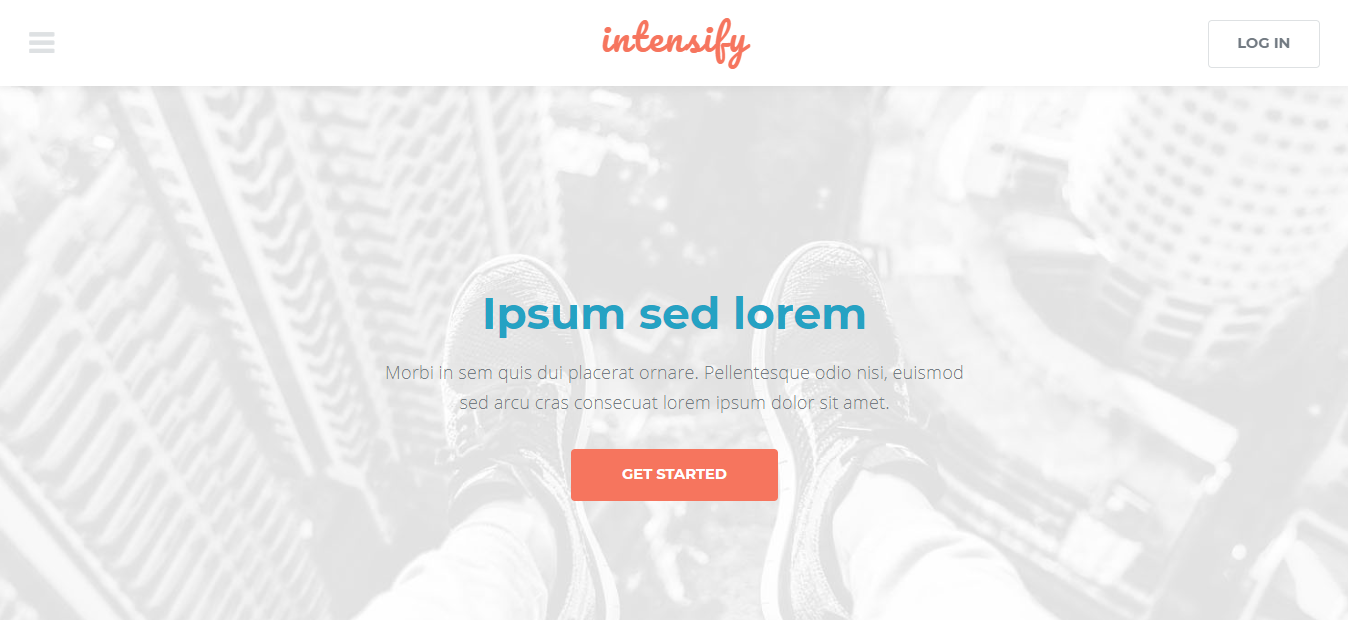 intensify
LOG IN
Ipsum sed lorem
Morbi in sem quis dui placerat ornare. Pellentesque odio nisi, euismod
sed arcu cras consecuat lorem ipsum dolor sit amet.
GET STARTED